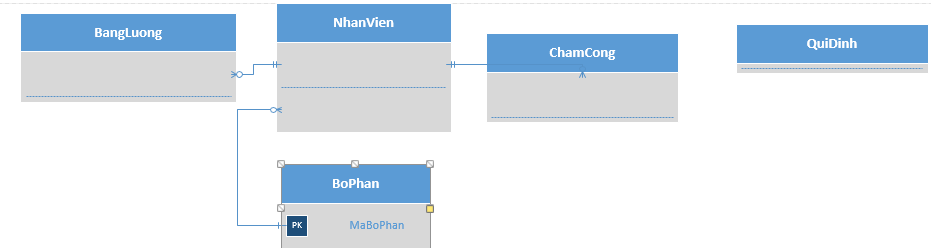 BangLuong
NhanVien
ChamCong
QuiDinh
BoPhan
PK MaBoPhan